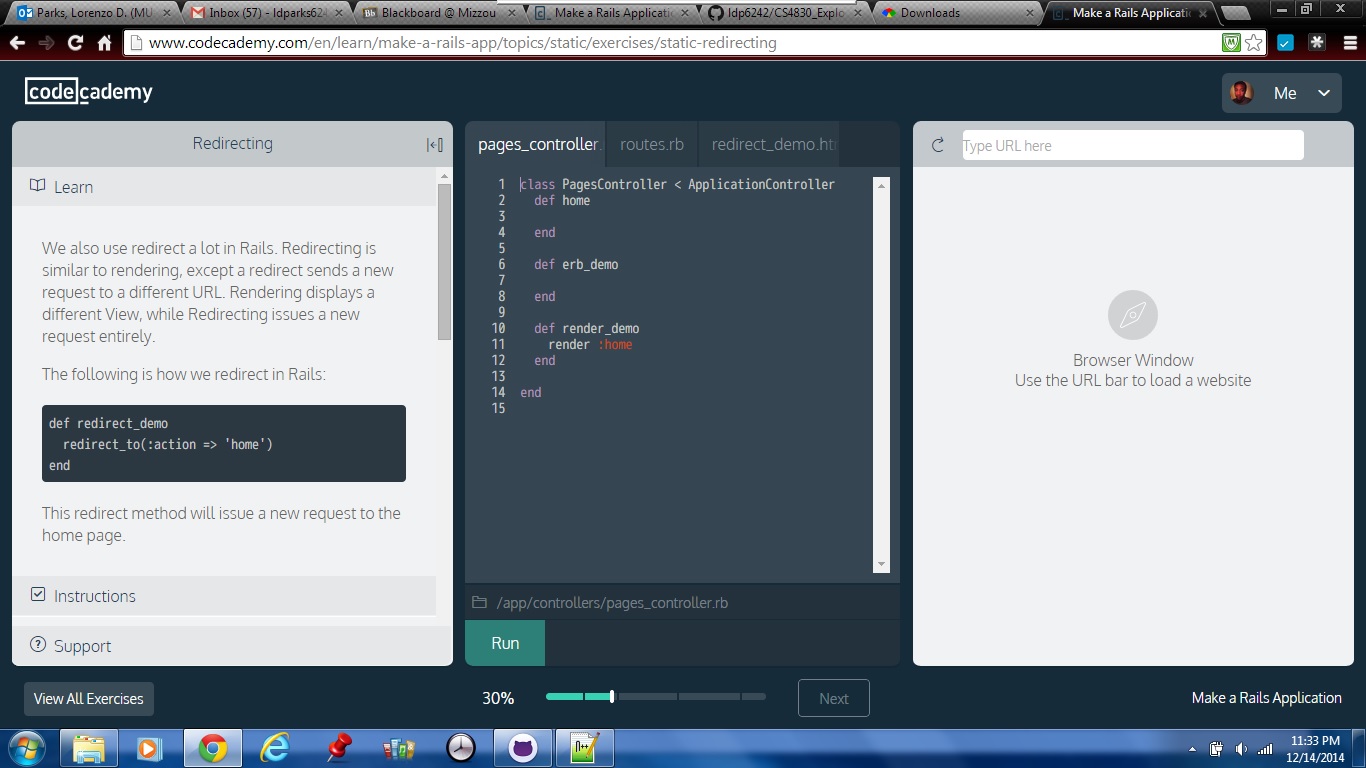 Parks, Lorenzo D. (MU
Inbox (57) - ldparks624
Bb Blackboard @ Mizzou
Make a Rails Applicati
ldp6242/CS4830_Explo
Downloads
Make a Rails Applicatio
www.codecademy.com/en/learn/make-a-rails-app/topics/static/exercises/static-redirecting
codecademy
Me
Redirecting
Learn
We also use redirect a lot in Rails. Redirecting is
similar to rendering, except a redirect sends a new
request to a different URL. Rendering displays a
different View, while Redirecting issues a new
request entirely.
The following is how we redirect in Rails:
def redirect_demo
redirect_to(:action => 'home')
end
This redirect method will issue a new request to the
home page.
Instructions
Support
pages_controller.
routes.rb
redirect_demo.ht
1 class PagesController < ApplicationController
2 def home
3
4 end
5
6 def erb_demo
7
8 end
9
10 def render_demo
11 render :home
12 end
13
14 end
15
/app/controllers/pages_controller.rb
Run
Type URL here
Browser Window
Use the URL bar to load a website
View All Exercises
30%
Next
Make a Rails Application
11:33 PM
12/14/2014